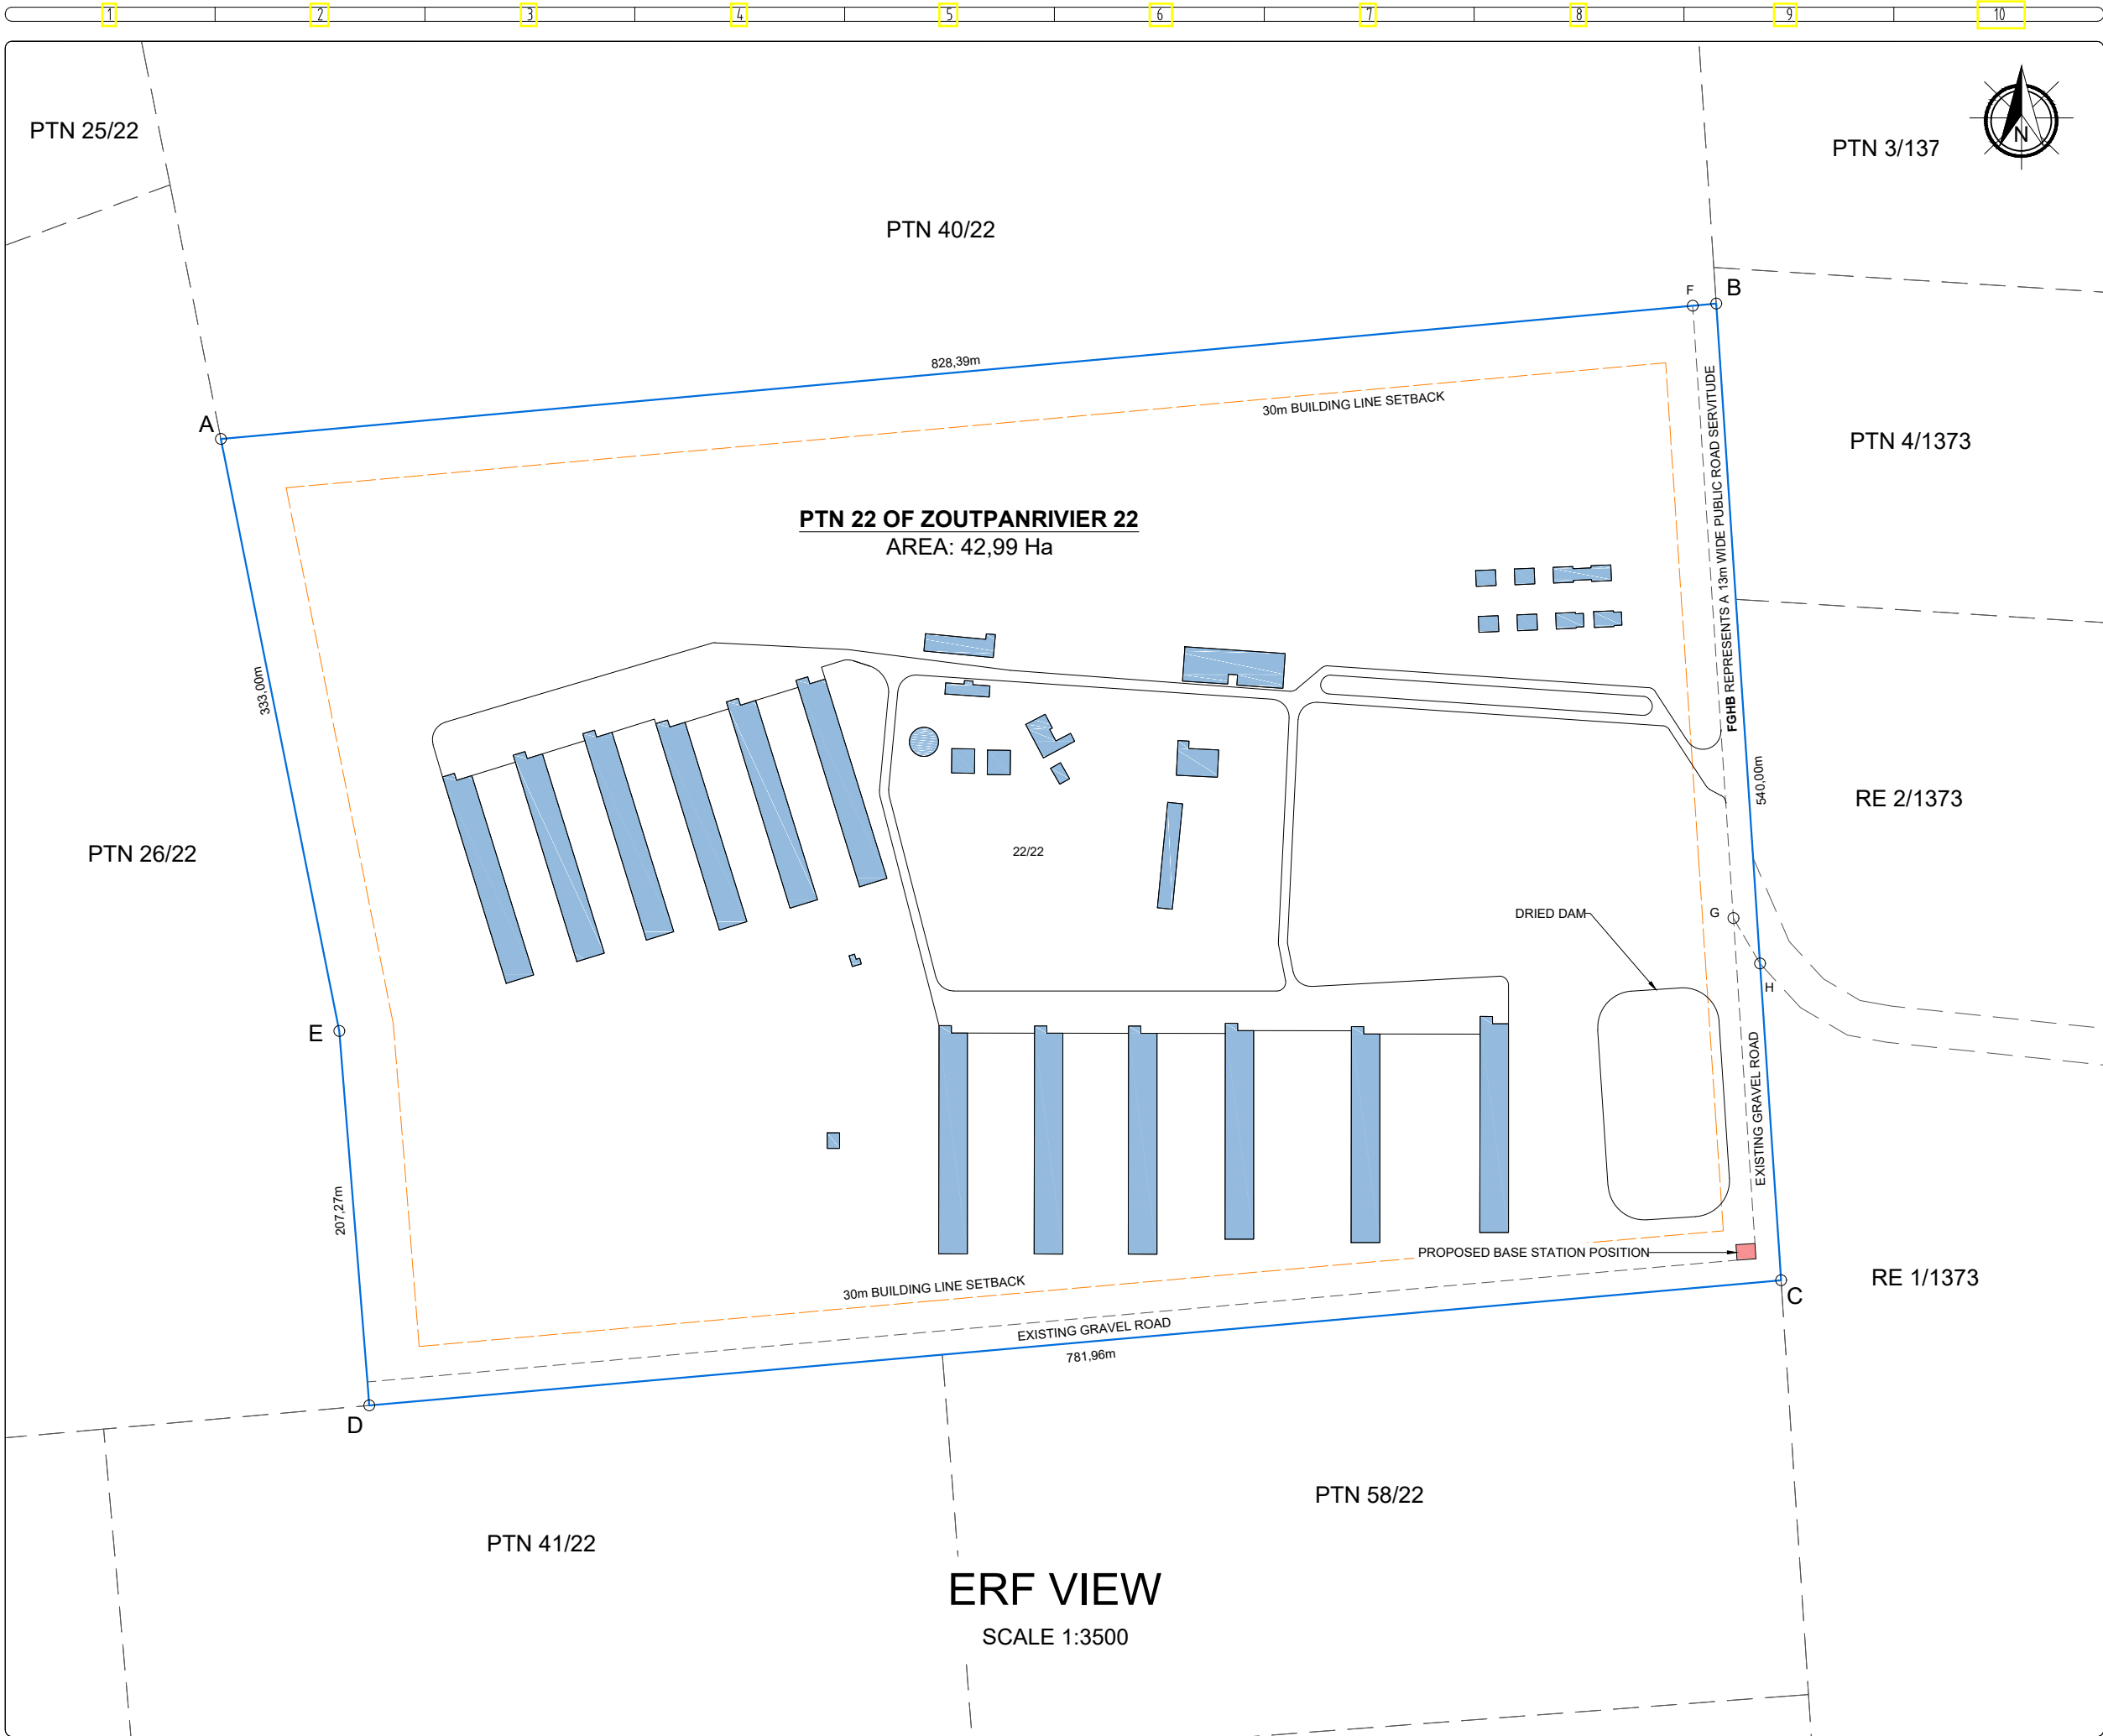 1 2 3 4 5 6 7 8 9 10
PTN 25/22
PTN 3/137
N
PTN 40/22
F
B
828,39m
30m BUILDING LINE SETBACK
A
PTN 4/1373
FGHB REPRESENTS A 13m WIDE PUBLIC ROAD SERVITUDE
PTN 22 OF ZOUTPANRIVIER 22
AREA: 42,99 Ha
333,00m
540,00m
RE 2/1373
PTN 26/22
22/22
DRIED DAM
G
H
E
EXISTING GRAVEL ROAD
207,27m
PROPOSED BASE STATION POSITION
30m BUILDING LINE SETBACK
RE 1/1373
C
EXISTING GRAVEL ROAD
781,96m
D
PTN 58/22
PTN 41/22
ERF VIEW
SCALE 1:3500